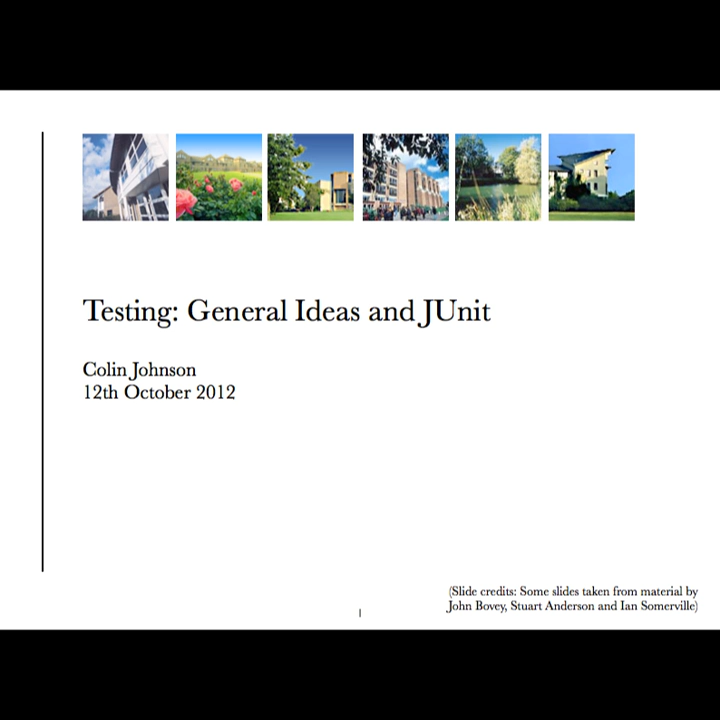 Testing: General Ideas and JUnit
Colin Johnson
12th October 2012
(Slide credits: Some slides taken from material by
John Bovey, Stuart Anderson and Ian Somerville)
1